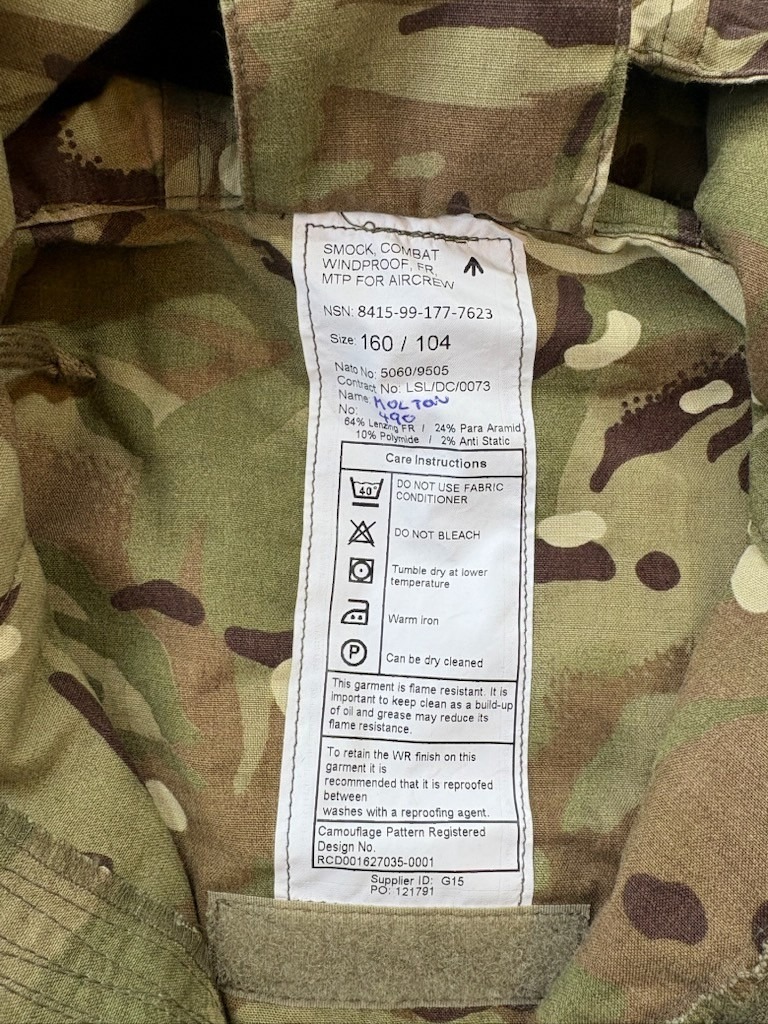 SMOCK, COMBAT
WINDPROOF, FR,
MTP FOR AIRCREW
NSN: 8415-99-177-7623
Size: 160 / 104
Nato No: 5060/9505
Contract No: LSL/DC/0073
Name: MOLTON
No: 490
64% Lenzing FR / 24% Para Aramid
10% Polymide / 2% Anti Static
Care Instructions
40°
DO NOT USE FABRIC
CONDITIONER
DO NOT BLEACH
Tumble dry at lower
temperature
Warm iron
P
Can be dry cleaned
This garment is flame resistant. It is
important to keep clean as a build-up
of oil and grease may reduce its
flame resistance.
To retain the WR finish on this
garment it is
recommended that it is reproofed
between
washes with a reproofing agent.
Camouflage Pattern Registered
Design No.
RCD001627035-0001
Supplier ID: G15
PO: 121791